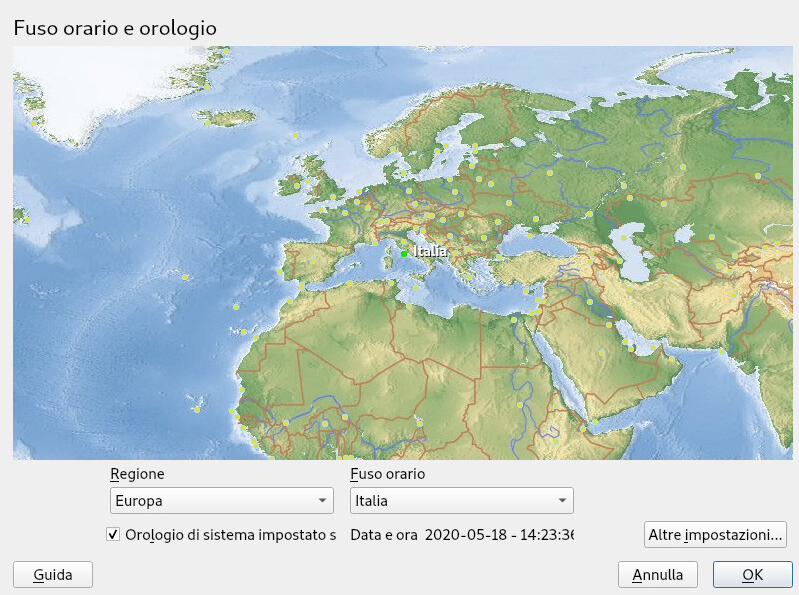 Fuso orario e orologio
Italia
Regione Fuso orario
Europa Italia
Orologio di sistema impostato s Data e ora 2020-05-18 - 14:23:36 Altre impostazioni...
Guida Annulla OK